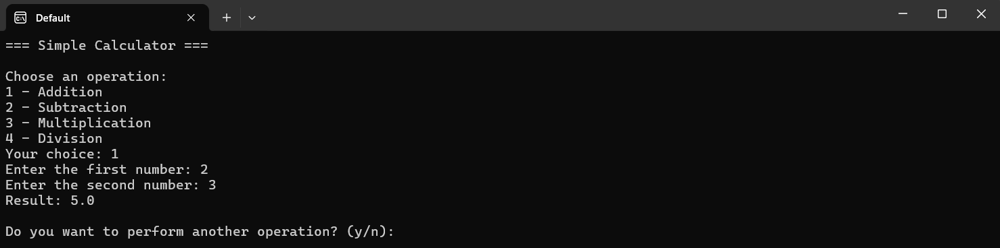 Default
=== Simple Calculator ===
Choose an operation:
1 - Addition
2 - Subtraction
3 - Multiplication
4 - Division
Your choice: 1
Enter the first number: 2
Enter the second number: 3
Result: 5.0
Do you want to perform another operation? (y/n):